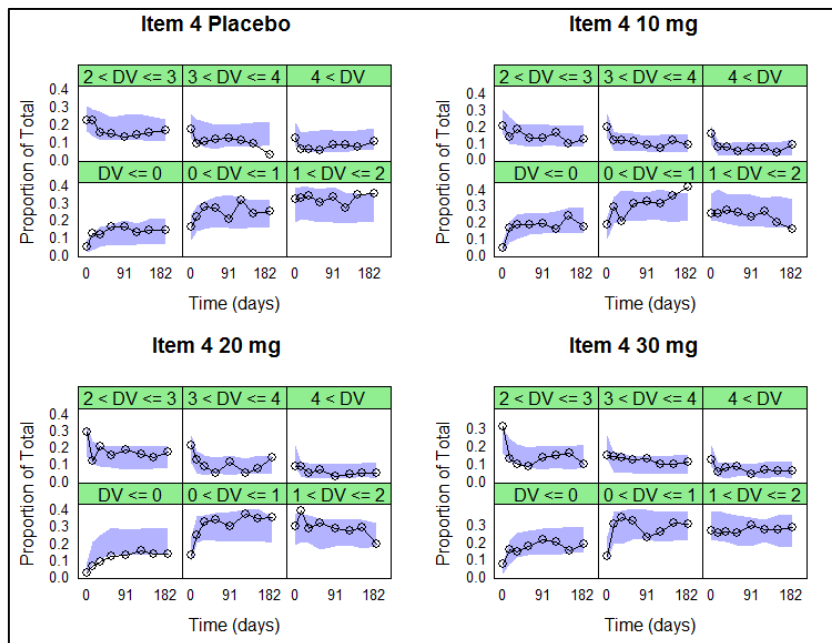 Item 4 Placebo
2 < DV <= 3 3 < DV <= 4 4 < DV
0.4
0.3
0.2
0.1
0.0
DV <= 0 0 < DV <= 1 1 < DV <= 2
0.4
0.3
0.2
0.1
0.0
Proportion of Total
0 91 182 0 91 182
Time (days)
Item 4 10 mg
2 < DV <= 3 3 < DV <= 4 4 < DV
0.4
0.3
0.2
0.1
0.0
DV <= 0 0 < DV <= 1 1 < DV <= 2
0.4
0.3
0.2
0.1
0.0
Proportion of Total
0 91 182 0 91 182
Time (days)
Item 4 20 mg
2 < DV <= 3 3 < DV <= 4 4 < DV
0.4
0.3
0.2
0.1
0.0
DV <= 0 0 < DV <= 1 1 < DV <= 2
0.4
0.3
0.2
0.1
0.0
Proportion of Total
0 91 182 0 91 182
Time (days)
Item 4 30 mg
2 < DV <= 3 3 < DV <= 4 4 < DV
0.3
0.2
0.1
0.0
DV <= 0 0 < DV <= 1 1 < DV <= 2
0.3
0.2
0.1
0.0
Proportion of Total
0 91 182 0 91 182
Time (days)